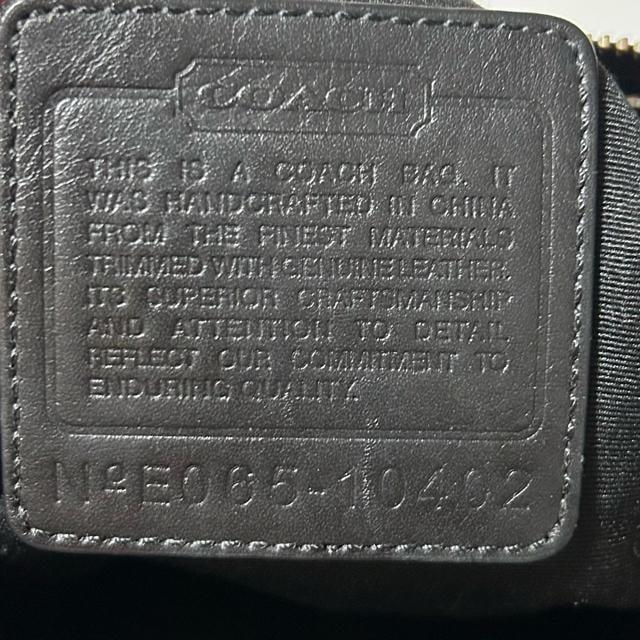 COACH
THIS IS A COACH BAG. IT
WAS HANDCRAFTED IN CHINA
FROM THE FINEST MATERIALS
TRIMMED WITH GENUINE LEATHER.
ITS SUPERIOR CRAFTSMANSHIP
AND ATTENTION TO DETAIL
REFLECT OUR COMMITMENT TO
ENDURING QUALITY.
Nº E065-10402